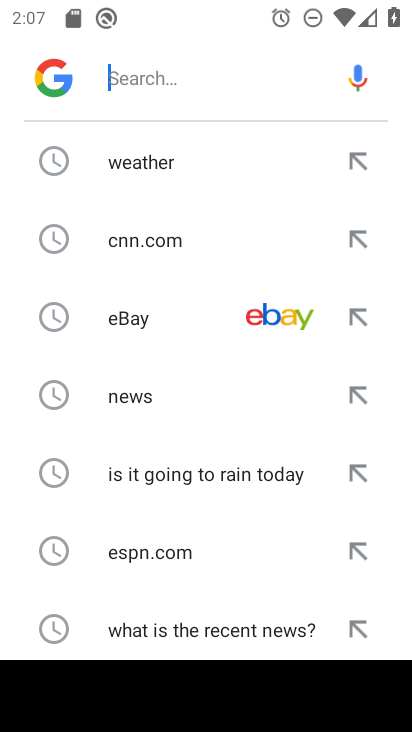 2:07
G Search...
weather
cnn.com
eBay ebay
news
is it going to rain today
espn.com
what is the recent news?